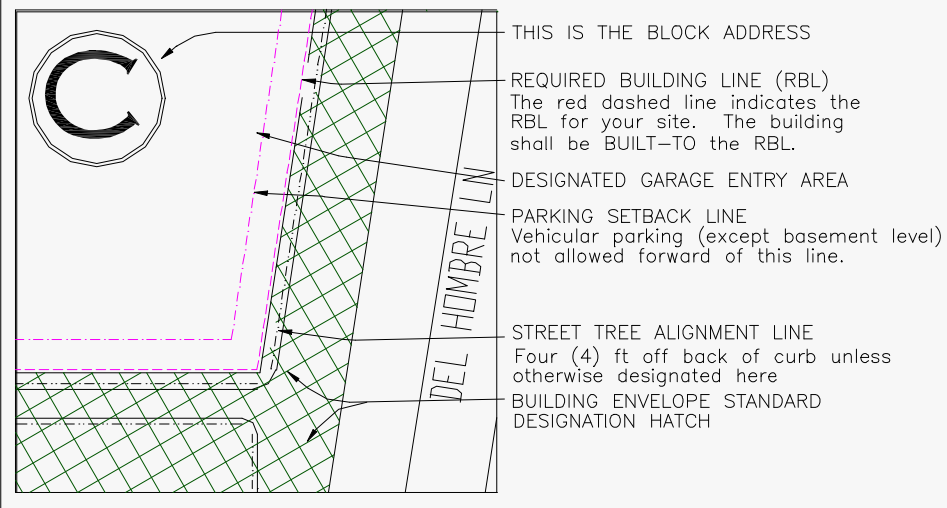 C
THIS IS THE BLOCK ADDRESS
REQUIRED BUILDING LINE (RBL)
The red dashed line indicates the
RBL for your site. The building
shall be BUILT-TO the RBL.
DESIGNATED GARAGE ENTRY AREA
PARKING SETBACK LINE
Vehicular parking (except basement level)
not allowed forward of this line.
DEL HOMBRE LN
STREET TREE ALIGNMENT LINE
Four (4) ft off back of curb unless
otherwise designated here
BUILDING ENVELOPE STANDARD
DESIGNATION HATCH